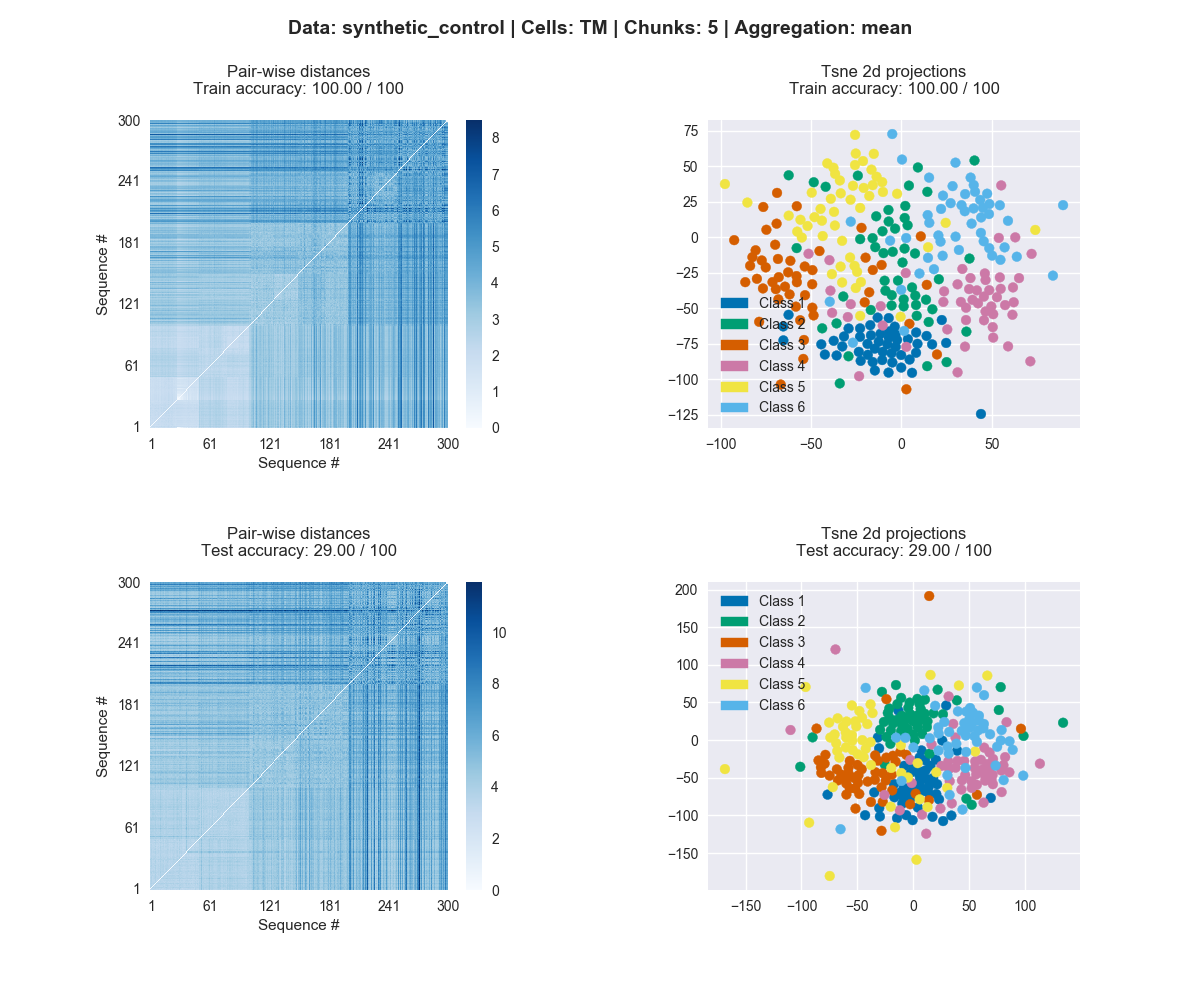 Data: synthetic_control | Cells: TM | Chunks: 5 | Aggregation: mean
Pair-wise distances
Train accuracy: 100.00 / 100
300
241
181
121
61
1
Sequence #
1 61 121 181 241 300
Sequence #
8
7
6
5
4
3
2
1
0
Tsne 2d projections
Train accuracy: 100.00 / 100
75
50
25
0
−25
−50
−75
−100
−125
−100 −50 0 50
Class 1
Class 2
Class 3
Class 4
Class 5
Class 6
Pair-wise distances
Test accuracy: 29.00 / 100
300
241
181
121
61
1
Sequence #
1 61 121 181 241 300
Sequence #
10
8
6
4
2
0
Tsne 2d projections
Test accuracy: 29.00 / 100
200
150
100
50
0
−50
−100
−150
−150 −100 −50 0 50 100
Class 1
Class 2
Class 3
Class 4
Class 5
Class 6